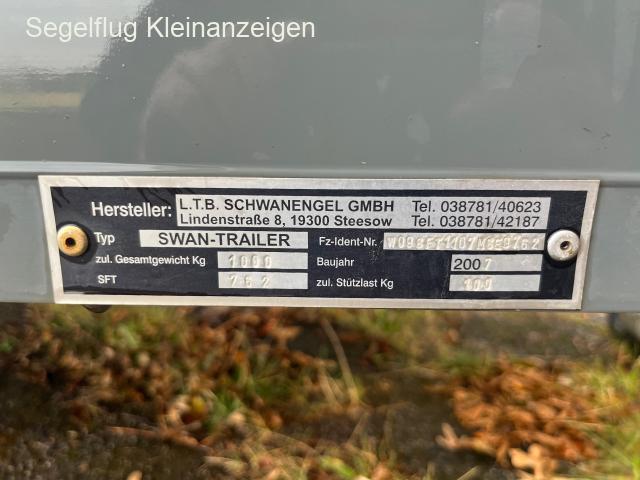 Segelflug Kleinanzeigen
Hersteller: L.T.B. SCHWANENGEL GMBH Tel. 038781/40623
Lindenstraße 8, 19300 Steesow Tel. 038781/42187
Typ SWAN-TRAILER Fz-Ident-Nr.
zul. Gesamtgewicht Kg 1000 Baujahr 2007
SFT 762 zul. Stützlast Kg 100